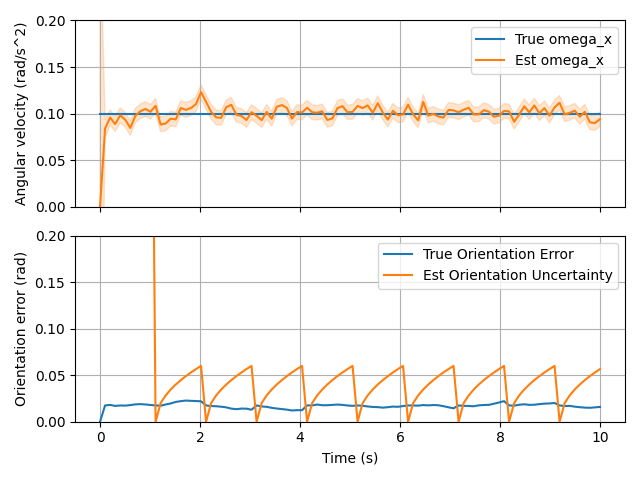 0.20
0.15
0.10
0.05
0.00
Angular velocity (rad/s^2)
True omega_x
Est omega_x
0.20
0.15
0.10
0.05
0.00
Orientation error (rad)
True Orientation Error
Est Orientation Uncertainty
0 2 4 6 8 10
Time (s)